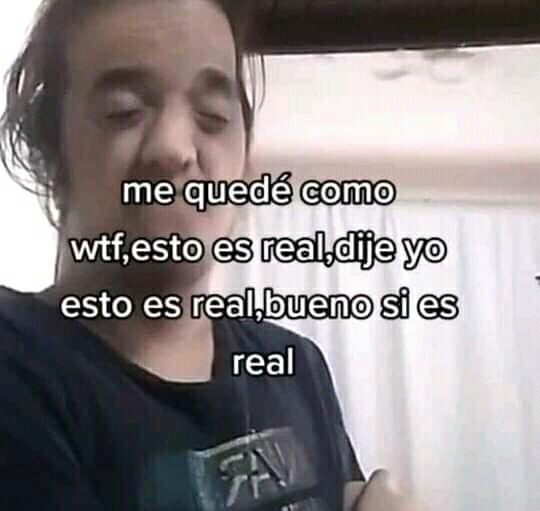 me quedé como
wtf,esto es real,dije yo
esto es real,bueno si es
real